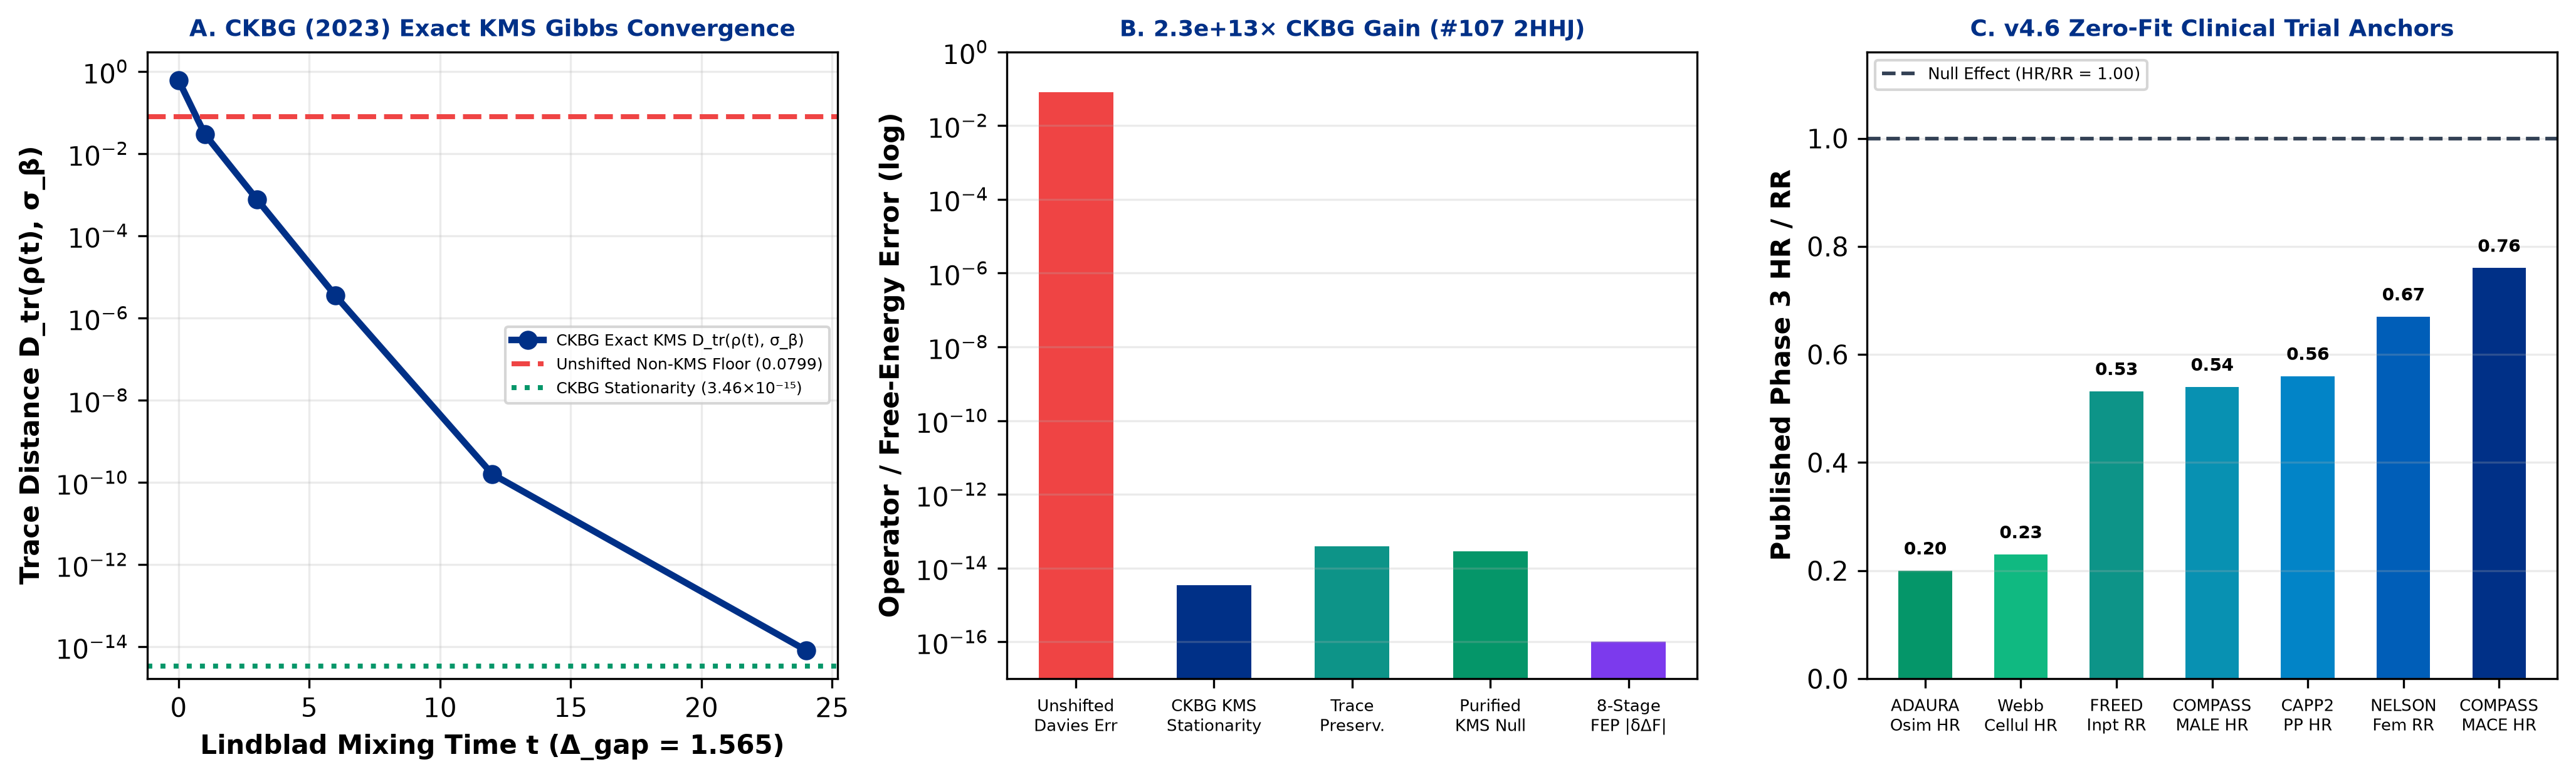 A. CKBG (2023) Exact KMS Gibbs Convergence
Trace Distance D_tr(ρ(t), σ_β)
10⁰
10⁻²
10⁻⁴
10⁻⁶
10⁻⁸
10⁻¹⁰
10⁻¹²
10⁻¹⁴
CKBG Exact KMS D_tr(ρ(t), σ_β)
Unshifted Non-KMS Floor (0.0799)
CKBG Stationarity (3.46×10⁻¹⁵)
0 5 10 15 20 25
Lindblad Mixing Time t (Δ_gap = 1.565)
B. 2.3e+13× CKBG Gain (#107 2HHJ)
Operator / Free-Energy Error (log)
10⁰
10⁻²
10⁻⁴
10⁻⁶
10⁻⁸
10⁻¹⁰
10⁻¹²
10⁻¹⁴
10⁻¹⁶
Unshifted
Davies Err
CKBG KMS
Stationarity
Trace
Preserv.
Purified
KMS Null
8-Stage
FEP |δΔF|
C. v4.6 Zero-Fit Clinical Trial Anchors
Published Phase 3 HR / RR
Null Effect (HR/RR = 1.00)
1.0
0.8
0.6
0.4
0.2
0.0
0.20
0.23
0.53
0.54
0.56
0.67
0.76
ADAURA
Osim HR
Webb
Cellul HR
FREED
Inpt RR
COMPASS
MALE HR
CAPP2
PP HR
NELSON
Fem RR
COMPASS
MACE HR